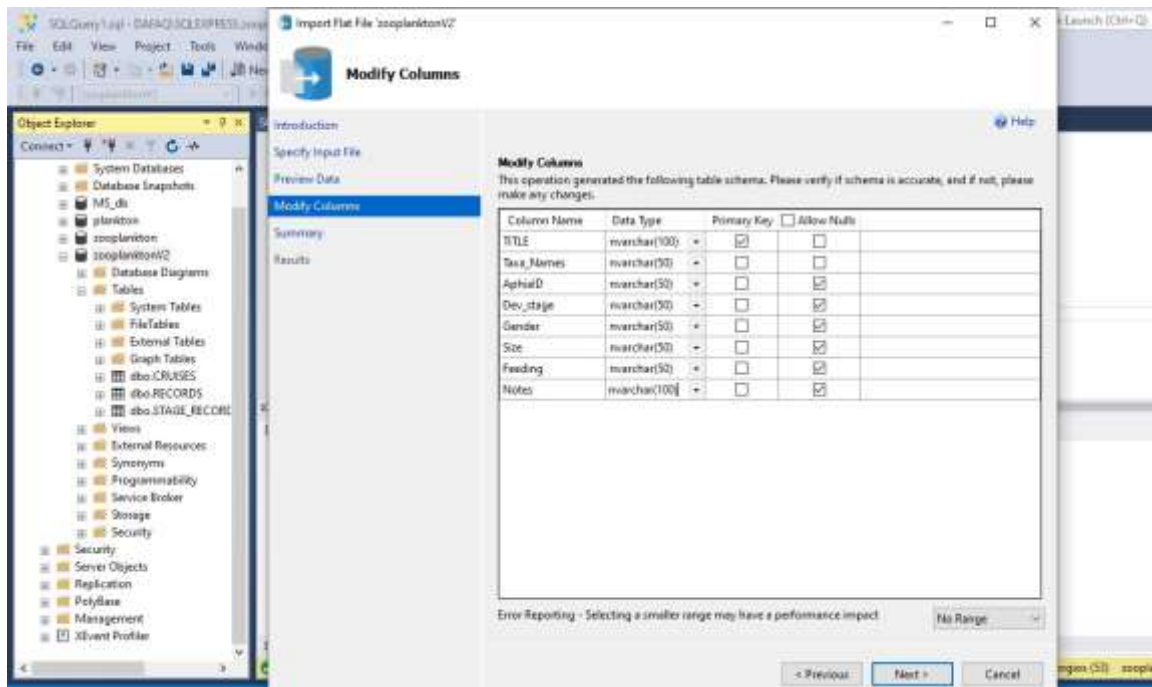 Import Flat File 'zooplanktonV2'
File Edit View Project Tools
Modify Columns
Object Explorer
Connect
System Databases
Database Snapshots
MS_db
plankton
zooplankton
zooplanktonV2
Database Diagrams
Tables
System Tables
FileTables
External Tables
Graph Tables
dbo.CRUISES
dbo.RECORDS
Views
External Resources
Synonyms
Programmability
Service Broker
Storage
Security
Security
Server Objects
Replication
PolyBase
Management
XEvent Profiler
Introduction
Specify Input File
Preview Data
Modify Columns
Summary
Results
Help
Modify Columns
This operation generated the following table schema. Please verify if schema is accurate, and if not, please
make any changes.
Column Name Data Type Primary Key Allow Nulls
TITLE nvarchar(100)
Taxa_Names nvarchar(50)
AphiaID nvarchar(50)
Dev_stage nvarchar(50)
Gender nvarchar(50)
Size nvarchar(50)
Feeding nvarchar(50)
Notes nvarchar(100)
Error Reporting - Selecting a smaller range may have a performance impact No Range
< Previous Next > Cancel